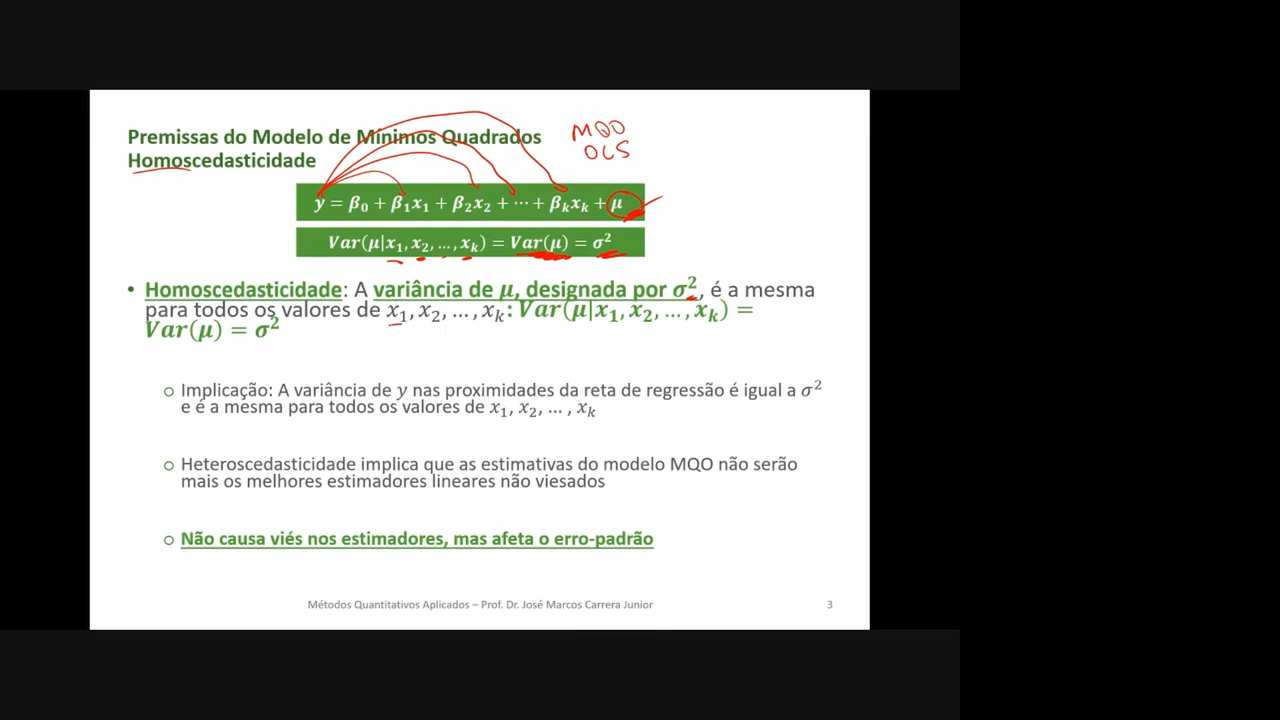 Premissas do Modelo de Mínimos Quadrados
Homoscedasticidade
MQO
OLS
y = β₀ + β₁x₁ + β₂x₂ + ⋯ + βₖxₖ + μ
Var(μ|x₁, x₂, ..., xₖ) = Var(μ) = σ²
• Homoscedasticidade: A variância de μ, designada por σ², é a mesma
para todos os valores de x₁, x₂, ..., xₖ: Var(μ|x₁, x₂, ..., xₖ) =
Var(μ) = σ²
○ Implicação: A variância de y nas proximidades da reta de regressão é igual a σ²
e é a mesma para todos os valores de x₁, x₂, ... , xₖ
○ Heteroscedasticidade implica que as estimativas do modelo MQO não serão
mais os melhores estimadores lineares não viesados
○ Não causa viés nos estimadores, mas afeta o erro-padrão
Métodos Quantitativos Aplicados – Prof. Dr. José Marcos Carrera Junior
3